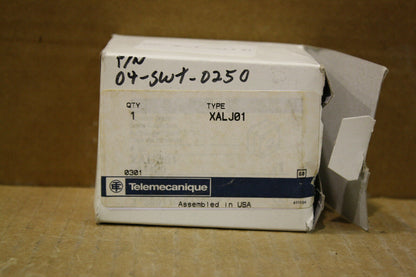 P/N
04-SWT-0250
QTY TYPE
1 XALJ01
0301
Telemecanique
Assembled in USA